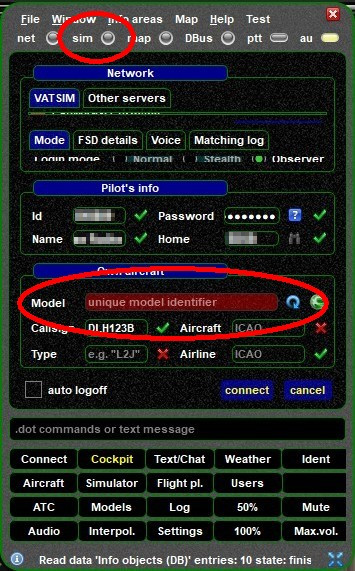 File Window Info areas Map Help Test
net sim map DBus ptt au
Network
VATSIM Other servers
Mode FSD details Voice Matching log
Login mode Normal Stealth Observer
Pilot's info
Id Password
Name Home
Own aircraft
Model unique model identifier
Callsign DLH123B Aircraft ICAO
Type e.g. "L2J" Airline ICAO
auto logoff connect cancel
.dot commands or text message
Connect Cockpit Text/Chat Weather Ident
Aircraft Simulator Flight pl. Users
ATC Models Log 50% Mute
Audio Interpol. Settings 100% Max.vol.
Read data 'Info objects (DB)' entries: 10 state: finis